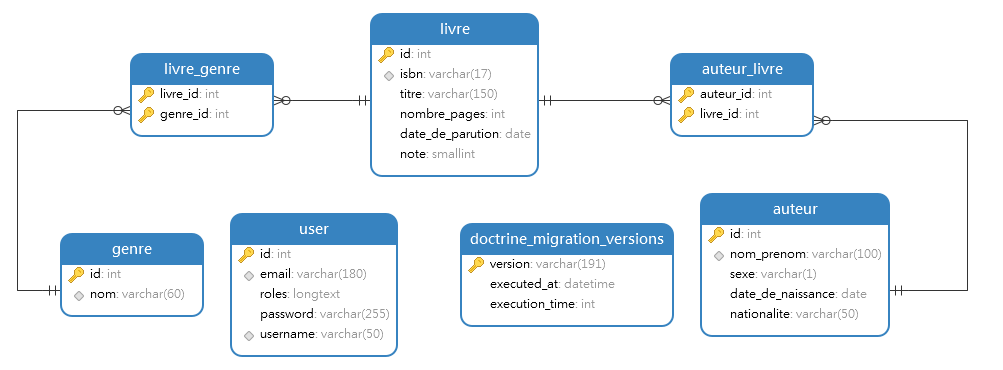 livre
id: int
isbn: varchar(17)
titre: varchar(150)
nombre_pages: int
date_de_parution: date
note: smallint
livre_genre
livre_id: int
genre_id: int
auteur_livre
auteur_id: int
livre_id: int
genre
id: int
nom: varchar(60)
user
id: int
email: varchar(180)
roles: longtext
password: varchar(255)
username: varchar(50)
doctrine_migration_versions
version: varchar(191)
executed_at: datetime
execution_time: int
auteur
id: int
nom_prenom: varchar(100)
sexe: varchar(1)
date_de_naissance: date
nationalite: varchar(50)